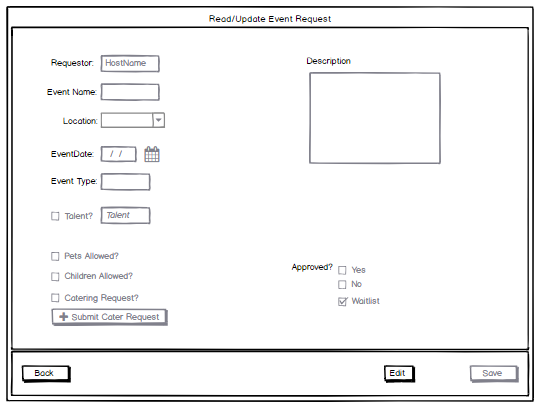 Read/Update Event Request
Requestor: HostName
Description
Event Name:
Location:
EventDate: / /
Event Type:
Talent? Talent
Pets Allowed?
Children Allowed?
Catering Request?
Submit Cater Request
Approved? Yes
No
Waitlist
Back
Edit
Save